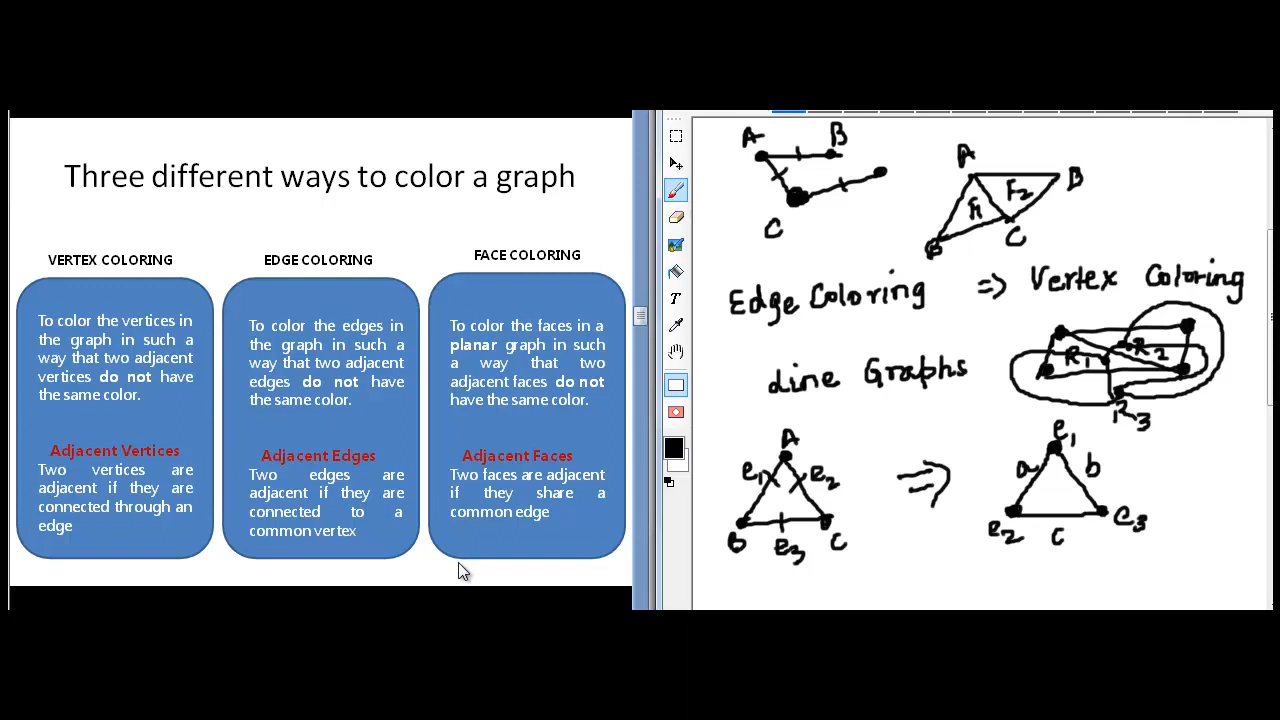 Three different ways to color a graph
VERTEX COLORING
To color the vertices in
the graph in such a
way that two adjacent
vertices do not have
the same color.
Adjacent Vertices
Two vertices are
adjacent if they are
connected through an
edge
EDGE COLORING
To color the edges in
the graph in such a
way that two adjacent
edges do not have
the same color.
Adjacent Edges
Two edges are
adjacent if they are
connected to a
common vertex
FACE COLORING
To color the faces in a
planar graph in such
a way that two
adjacent faces do not
have the same color.
Adjacent Faces
Two faces are adjacent
if they share a
common edge
T
A B
C
A B
F1 F2
B C
Edge Coloring => Vertex Coloring
R1 R2
R3
Line Graphs
A
e1 e2
B e3 C
=>
e1
a b
e2 c e3